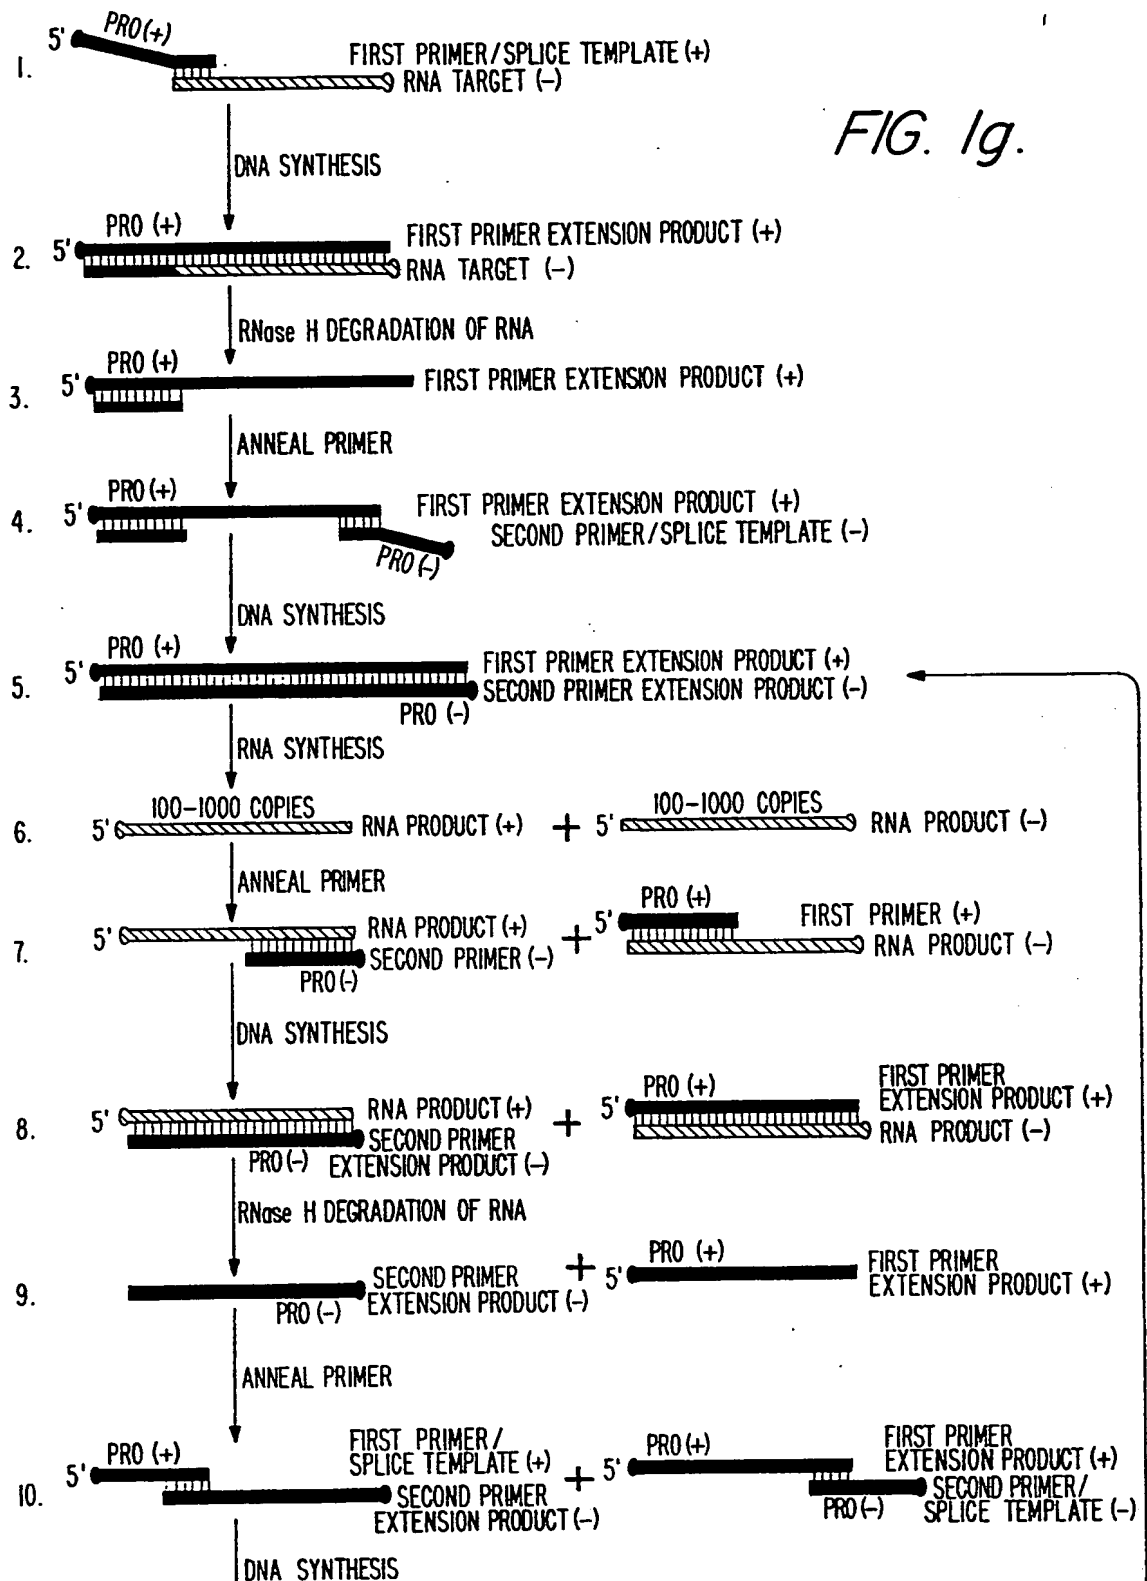 FIG. 1g.
1.
5' PRO (+)
FIRST PRIMER/SPLICE TEMPLATE (+)
RNA TARGET (-)
DNA SYNTHESIS
PRO (+)
2.
5'
FIRST PRIMER EXTENSION PRODUCT (+)
RNA TARGET (-)
RNase H DEGRADATION OF RNA
PRO (+)
3.
5'
FIRST PRIMER EXTENSION PRODUCT (+)
ANNEAL PRIMER
PRO (+)
4.
5'
FIRST PRIMER EXTENSION PRODUCT (+)
SECOND PRIMER/SPLICE TEMPLATE (-)
PRO (-)
DNA SYNTHESIS
PRO (+)
5.
5'
FIRST PRIMER EXTENSION PRODUCT (+)
SECOND PRIMER EXTENSION PRODUCT (-)
PRO (-)
RNA SYNTHESIS
100-1000 COPIES
100-1000 COPIES
6.
5' RNA PRODUCT (+) + 5' RNA PRODUCT (-)
ANNEAL PRIMER
7.
5'
RNA PRODUCT (+)
SECOND PRIMER (-)
PRO (-)
+
PRO (+)
5'
FIRST PRIMER (+)
RNA PRODUCT (-)
DNA SYNTHESIS
8.
5'
RNA PRODUCT (+)
SECOND PRIMER
EXTENSION PRODUCT (-)
PRO (-)
+
PRO (+)
5'
FIRST PRIMER
EXTENSION PRODUCT (+)
RNA PRODUCT (-)
RNase H DEGRADATION OF RNA
9.
SECOND PRIMER
EXTENSION PRODUCT (-)
PRO (-)
+
PRO (+)
5'
FIRST PRIMER
EXTENSION PRODUCT (+)
ANNEAL PRIMER
10.
PRO (+)
5'
FIRST PRIMER/
SPLICE TEMPLATE (+)
SECOND PRIMER
EXTENSION PRODUCT (-)
+
PRO (+)
5'
FIRST PRIMER
EXTENSION PRODUCT (+)
SECOND PRIMER/
SPLICE TEMPLATE (-)
PRO (-)
DNA SYNTHESIS